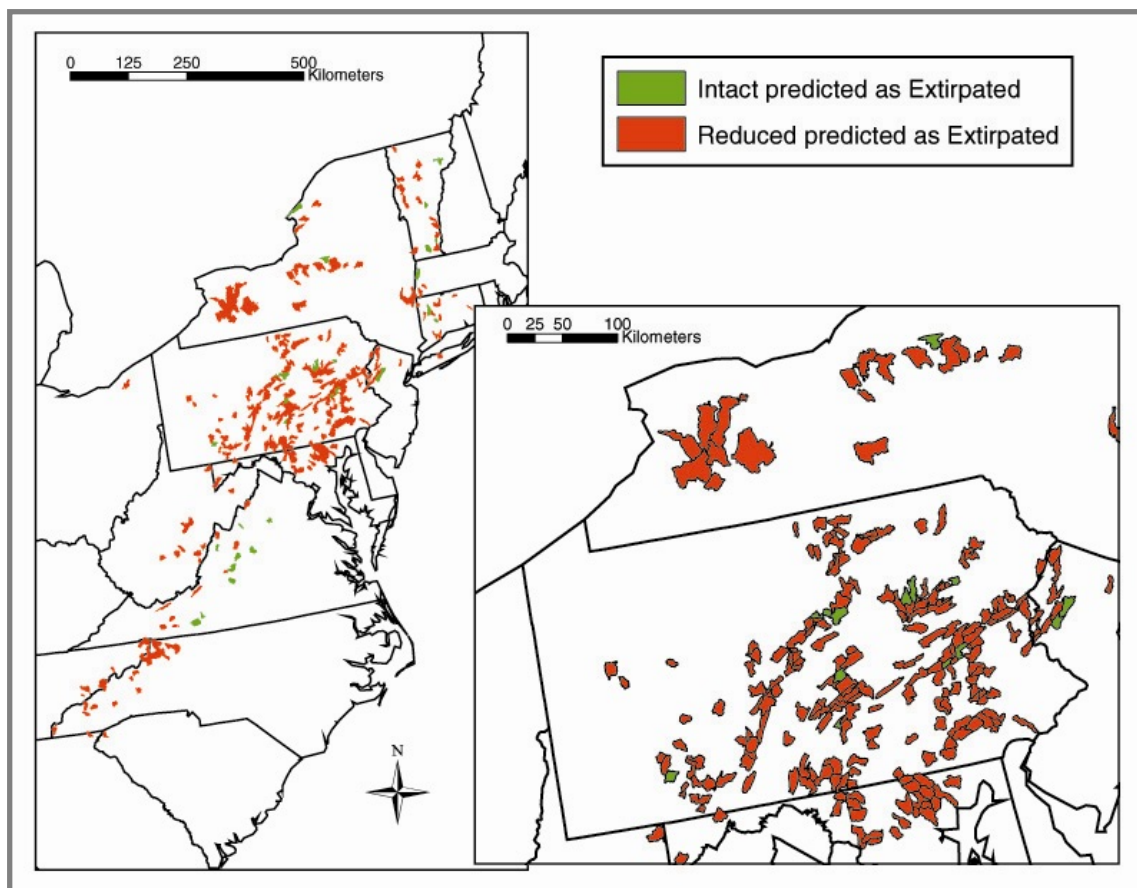 0 125 250 500
Kilometers
Intact predicted as Extirpated
Reduced predicted as Extirpated
0 25 50 100
Kilometers
N